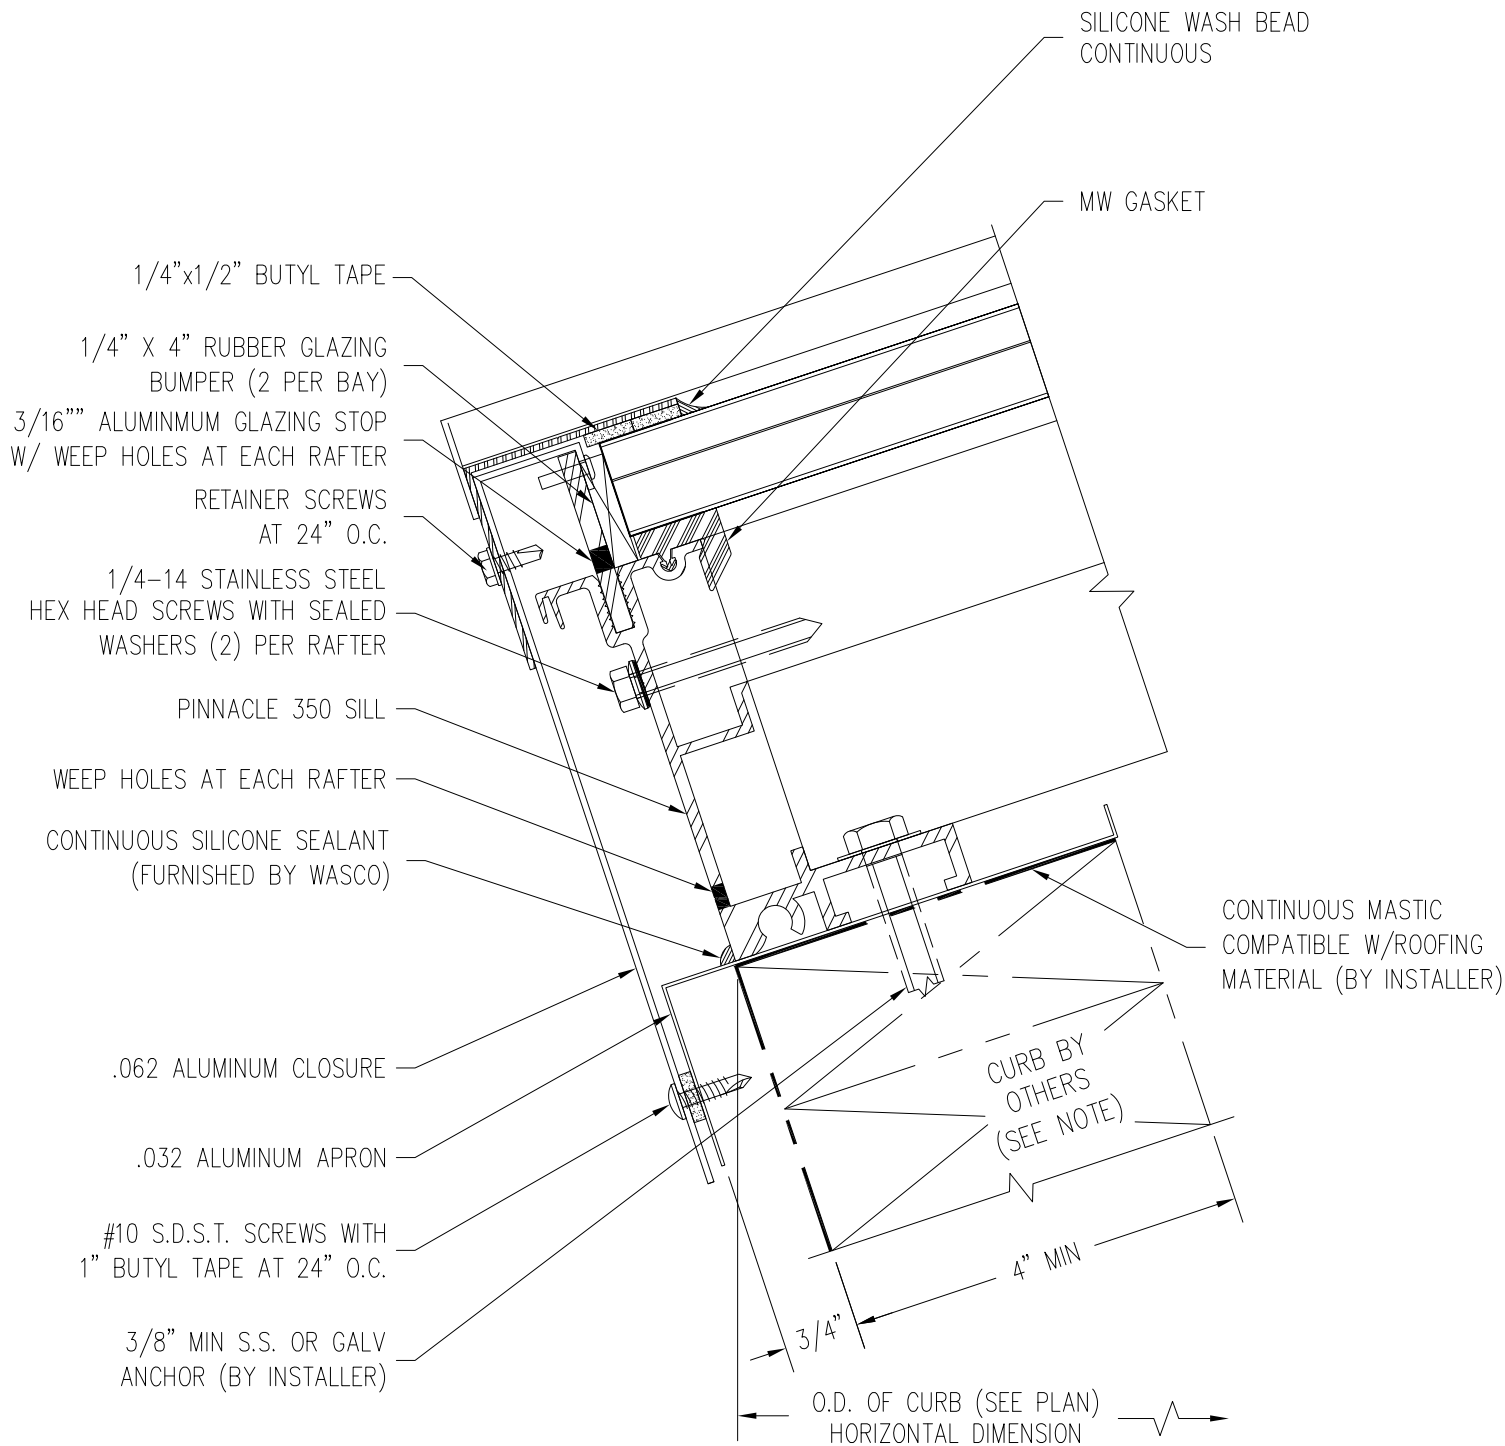 SILICONE WASH BEAD
CONTINUOUS
MW GASKET
1/4”x1/2” BUTYL TAPE
1/4” X 4” RUBBER GLAZING
BUMPER (2 PER BAY)
3/16”” ALUMINMUM GLAZING STOP
W/ WEEP HOLES AT EACH RAFTER
RETAINER SCREWS
AT 24” O.C.
1/4-14 STAINLESS STEEL
HEX HEAD SCREWS WITH SEALED
WASHERS (2) PER RAFTER
PINNACLE 350 SILL
WEEP HOLES AT EACH RAFTER
CONTINUOUS SILICONE SEALANT
(FURNISHED BY WASCO)
CONTINUOUS MASTIC
COMPATIBLE W/ROOFING
MATERIAL (BY INSTALLER)
.062 ALUMINUM CLOSURE
CURB BY
OTHERS
(SEE NOTE)
.032 ALUMINUM APRON
#10 S.D.S.T. SCREWS WITH
1” BUTYL TAPE AT 24” O.C.
4” MIN
3/4”
3/8” MIN S.S. OR GALV
ANCHOR (BY INSTALLER)
O.D. OF CURB (SEE PLAN)
HORIZONTAL DIMENSION